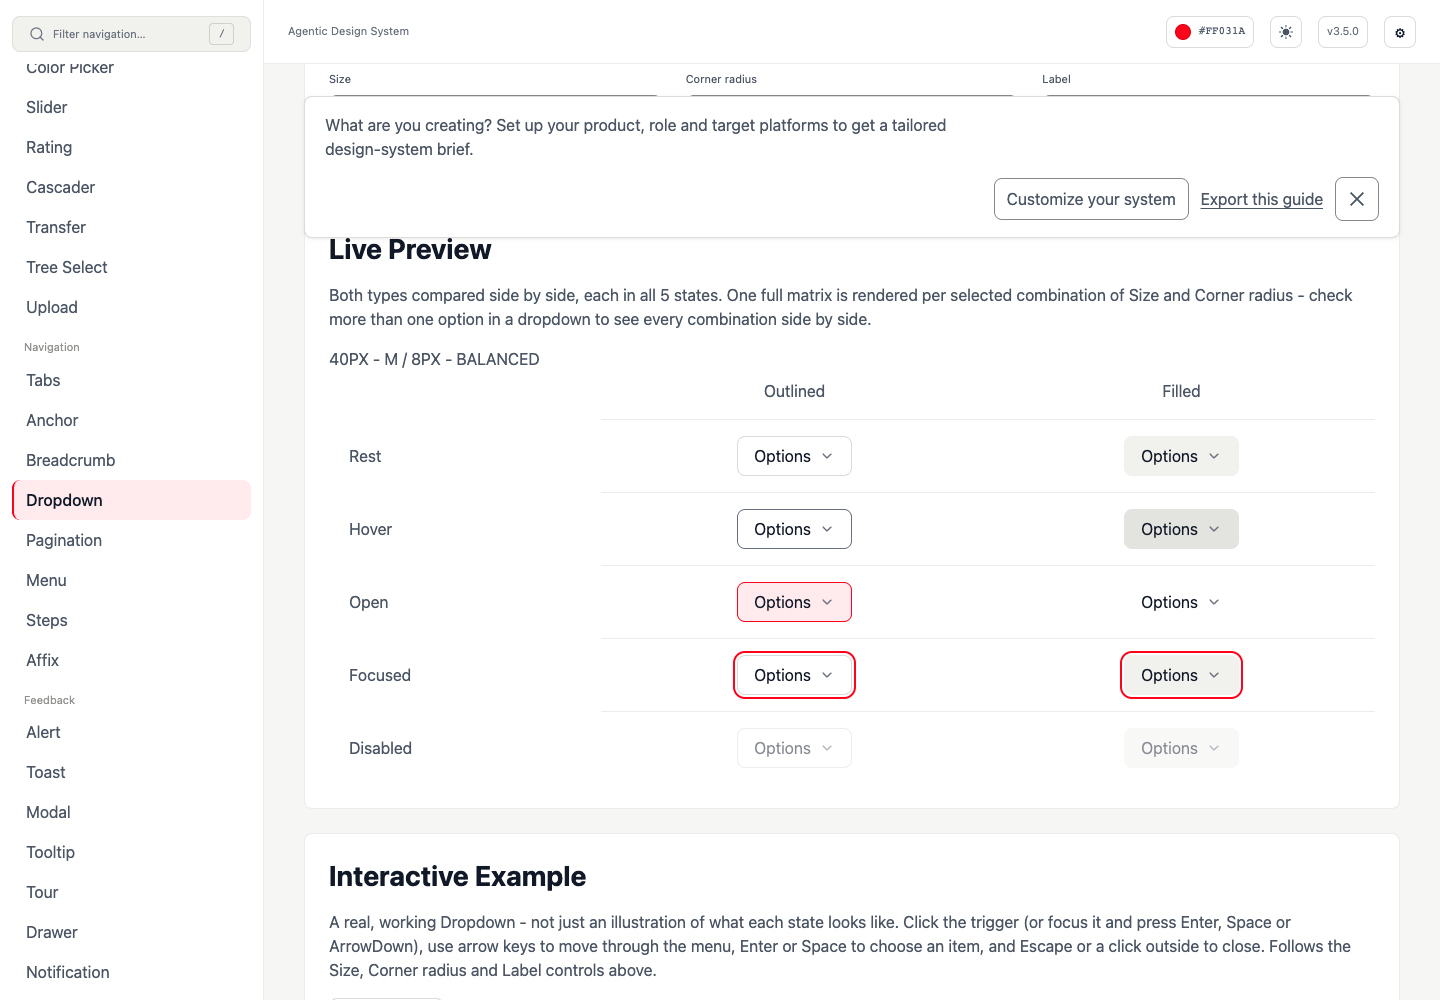 Filter navigation...
/
Color Picker
Slider
Rating
Cascader
Transfer
Tree Select
Upload
Navigation
Tabs
Anchor
Breadcrumb
Dropdown
Pagination
Menu
Steps
Affix
Feedback
Alert
Toast
Modal
Tooltip
Tour
Drawer
Notification
Agentic Design System
#FF031A
v3.5.0
Size
Corner radius
Label
What are you creating? Set up your product, role and target platforms to get a tailored
design-system brief.
Customize your system
Export this guide
Live Preview
Both types compared side by side, each in all 5 states. One full matrix is rendered per selected combination of Size and Corner radius - check
more than one option in a dropdown to see every combination side by side.
40PX - M / 8PX - BALANCED
Outlined
Filled
Rest
Options
Options
Hover
Options
Options
Open
Options
Options
Focused
Options
Options
Disabled
Options
Options
Interactive Example
A real, working Dropdown - not just an illustration of what each state looks like. Click the trigger (or focus it and press Enter, Space or
ArrowDown), use arrow keys to move through the menu, Enter or Space to choose an item, and Escape or a click outside to close. Follows the
Size, Corner radius and Label controls above.